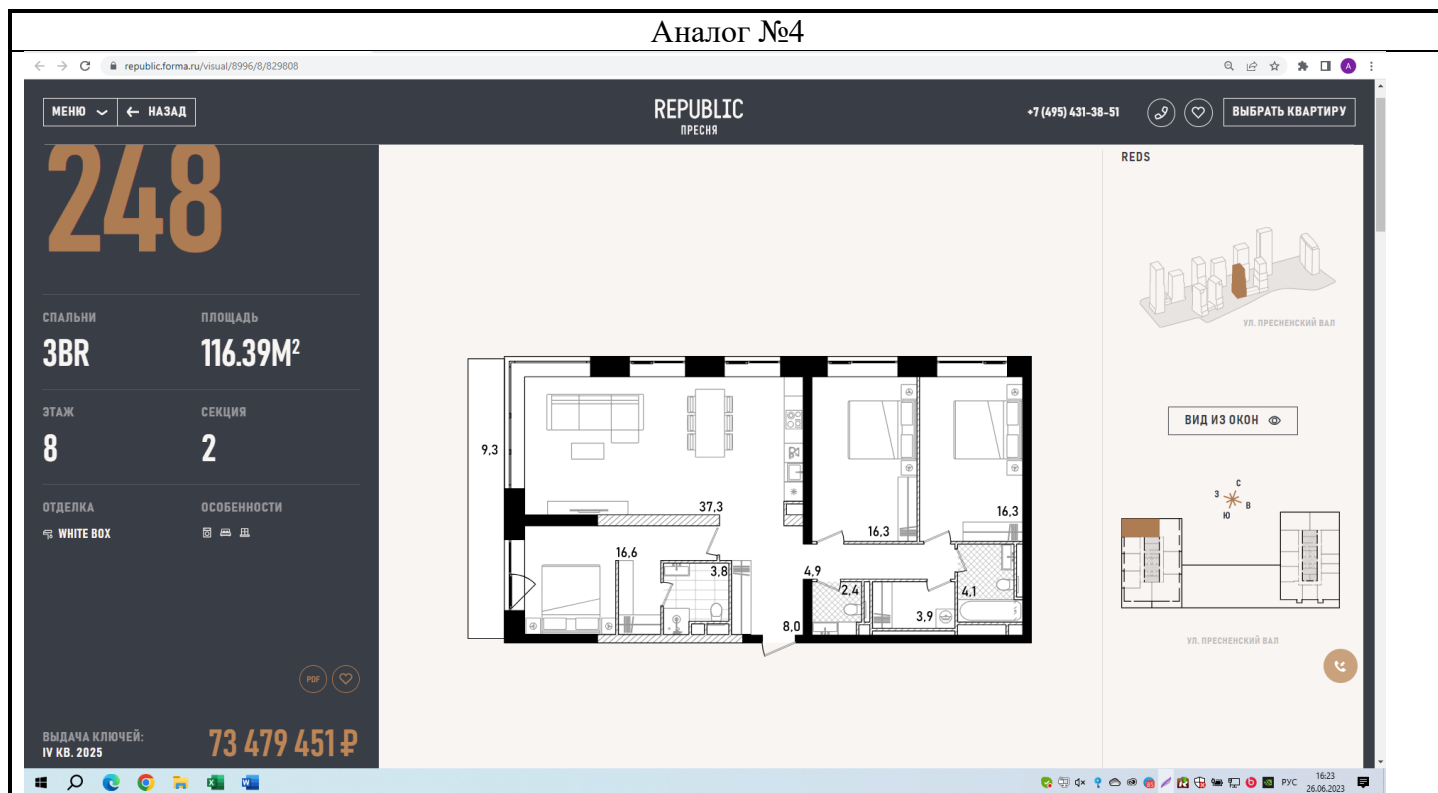 Аналог №4
republic.forma.ru/visual/8996/8/829808
A
МЕНЮ
НАЗАД
REPUBLIC
ПРЕСНЯ
+7 (495) 431-38-51
ВЫБРАТЬ КВАРТИРУ
248
СПАЛЬНИ ПЛОЩАДЬ
3BR 116.39М²
ЭТАЖ СЕКЦИЯ
8 2
ОТДЕЛКА ОСОБЕННОСТИ
WHITE BOX
PDF
ВЫДАЧА КЛЮЧЕЙ:
IV КВ. 2025
73 479 451 ₽
9,3
37,3
16,3
16,3
16,6
3,8
4,9
2,4
4,1
3,9
8,0
REDS
УЛ. ПРЕСНЕНСКИЙ ВАЛ
ВИД ИЗ ОКОН
С
З
В
Ю
УЛ. ПРЕСНЕНСКИЙ ВАЛ
РУС
16:23
26.06.2023